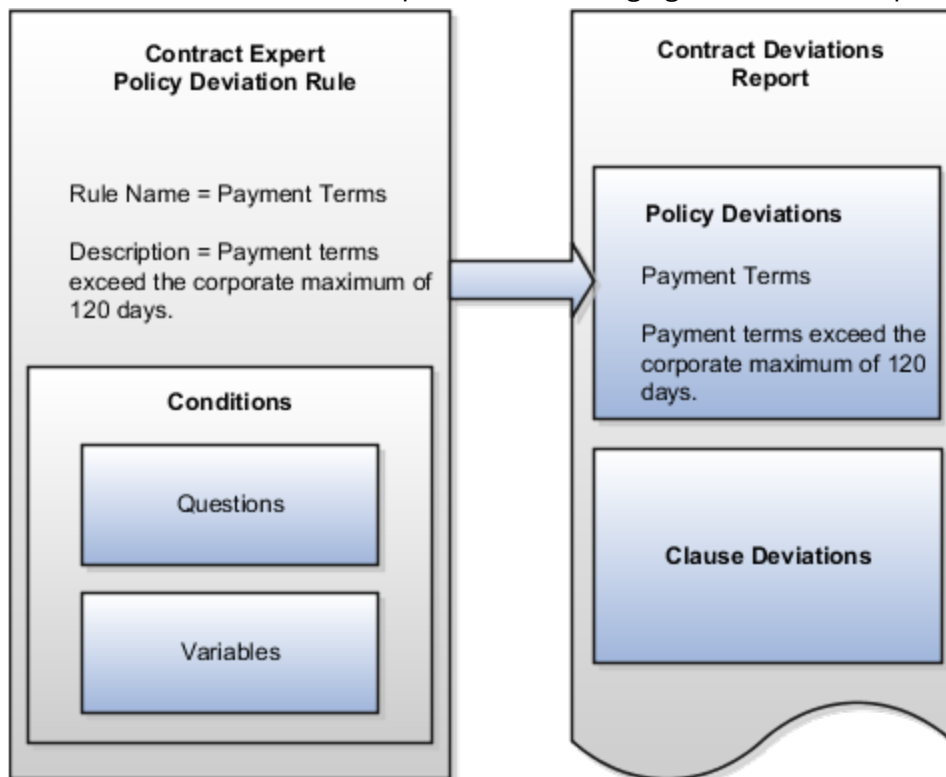 Contract Expert
Policy Deviation Rule
Rule Name = Payment Terms
Description = Payment terms
exceed the corporate maximum of
120 days.
Conditions
Questions
Variables
Contract Deviations
Report
Policy Deviations
Payment Terms
Payment terms exceed the
corporate maximum of 120
days.
Clause Deviations